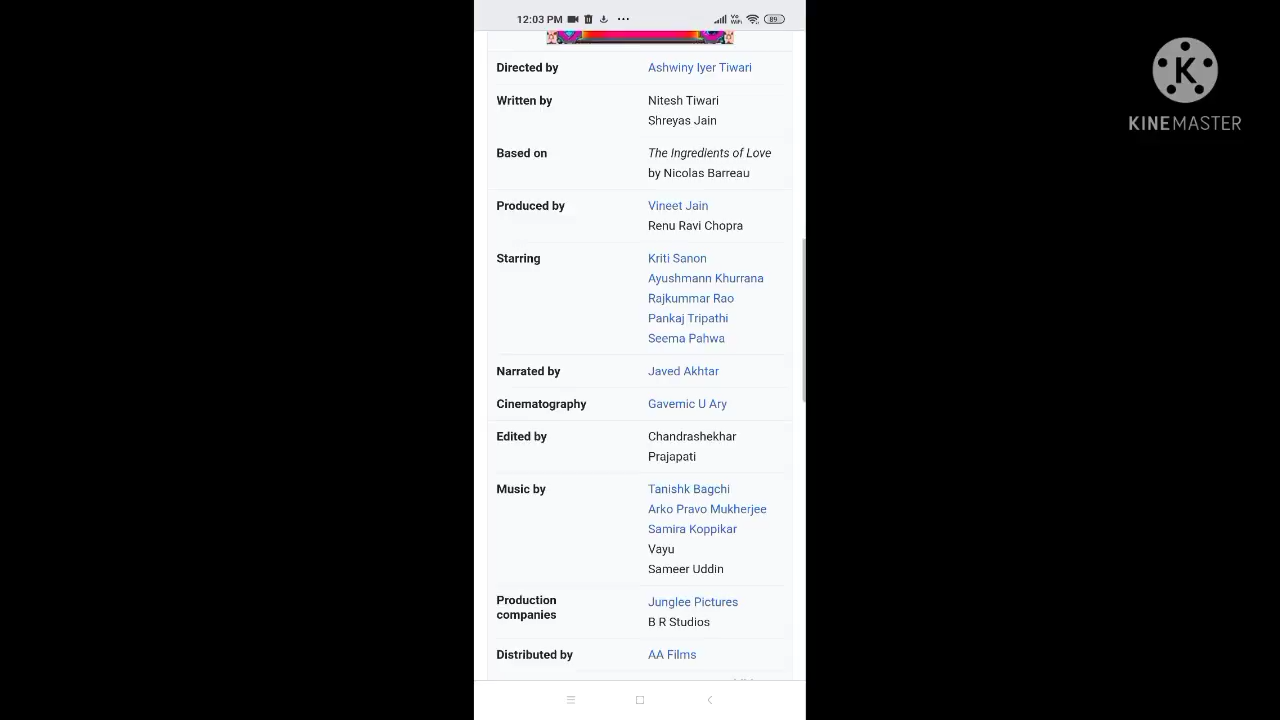 12:03 PM
Vo
WiFi
89
Directed by
Ashwiny Iyer Tiwari
Written by
Nitesh Tiwari
Shreyas Jain
Based on
The Ingredients of Love
by Nicolas Barreau
Produced by
Vineet Jain
Renu Ravi Chopra
Starring
Kriti Sanon
Ayushmann Khurrana
Rajkummar Rao
Pankaj Tripathi
Seema Pahwa
Narrated by
Javed Akhtar
Cinematography
Gavemic U Ary
Edited by
Chandrashekhar
Prajapati
Music by
Tanishk Bagchi
Arko Pravo Mukherjee
Samira Koppikar
Vayu
Sameer Uddin
Production
companies
Junglee Pictures
B R Studios
Distributed by
AA Films
K
KINEMASTER